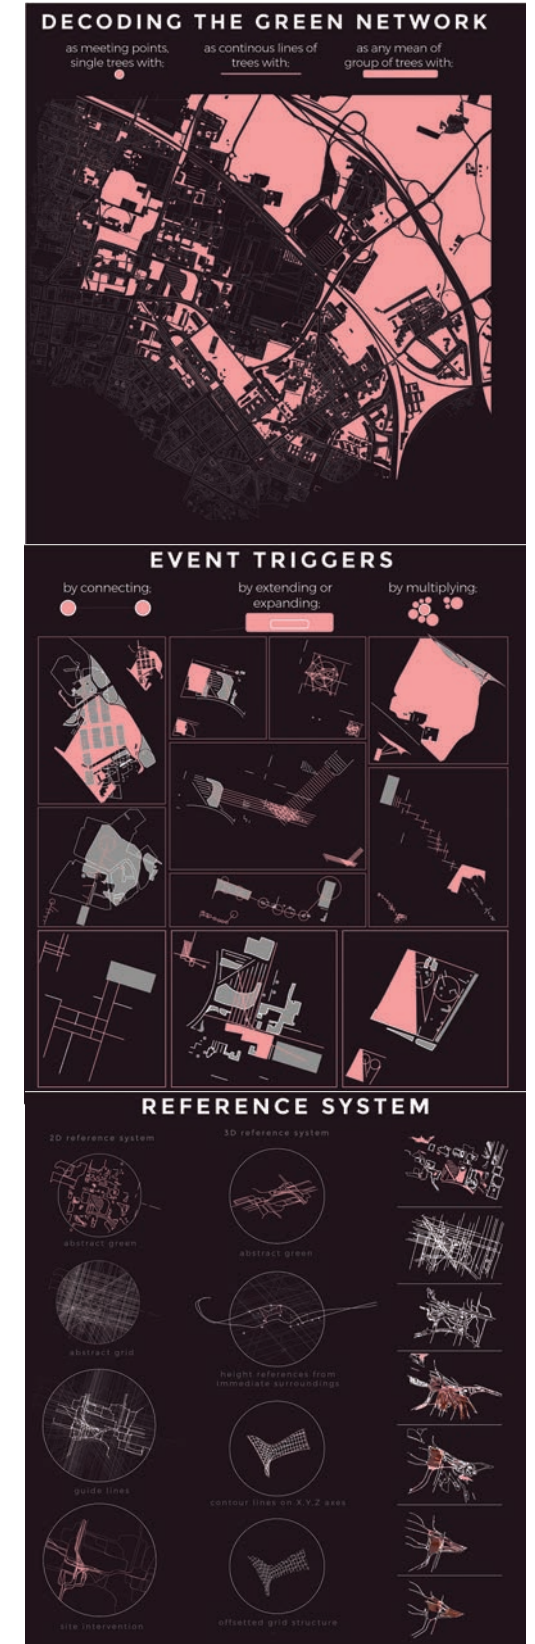 DECODING THE GREEN NETWORK
as meeting points,
single trees with;
as continous lines of
trees with;
as any mean of
group of trees with;
EVENT TRIGGERS
by connecting;
by extending or
expanding;
by multiplying;
REFERENCE SYSTEM
2D reference system
abstract green
abstract grid
guide lines
site intervention
3D reference system
abstract green
height references from
immediate surroundings
contour lines on X,Y,Z axes
offsetted grid structure